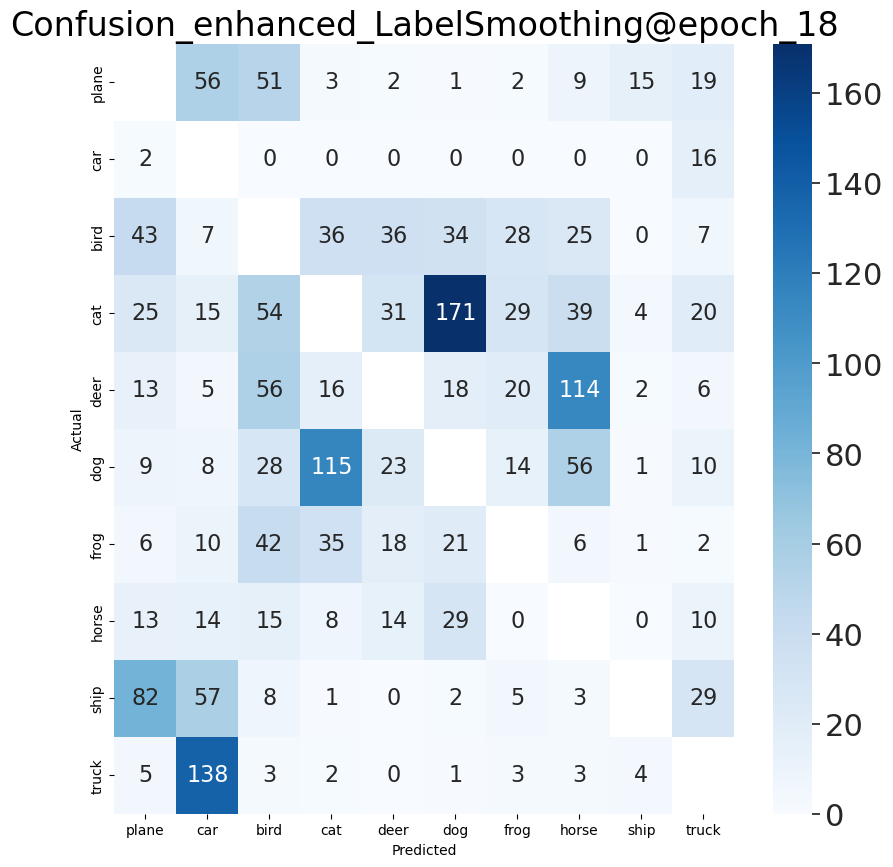 Confusion_enhanced_LabelSmoothing@epoch_18
plane 56 51 3 2 1 2 9 15 19
car 2 0 0 0 0 0 0 0 16
bird 43 7 36 36 34 28 25 0 7
cat 25 15 54 31 171 29 39 4 20
deer 13 5 56 16 18 20 114 2 6
dog 9 8 28 115 23 14 56 1 10
frog 6 10 42 35 18 21 6 1 2
horse 13 14 15 8 14 29 0 0 10
ship 82 57 8 1 0 2 5 3 29
truck 5 138 3 2 0 1 3 3 4
plane car bird cat deer dog frog horse ship truck
Predicted
Actual
160
140
120
100
80
60
40
20
0